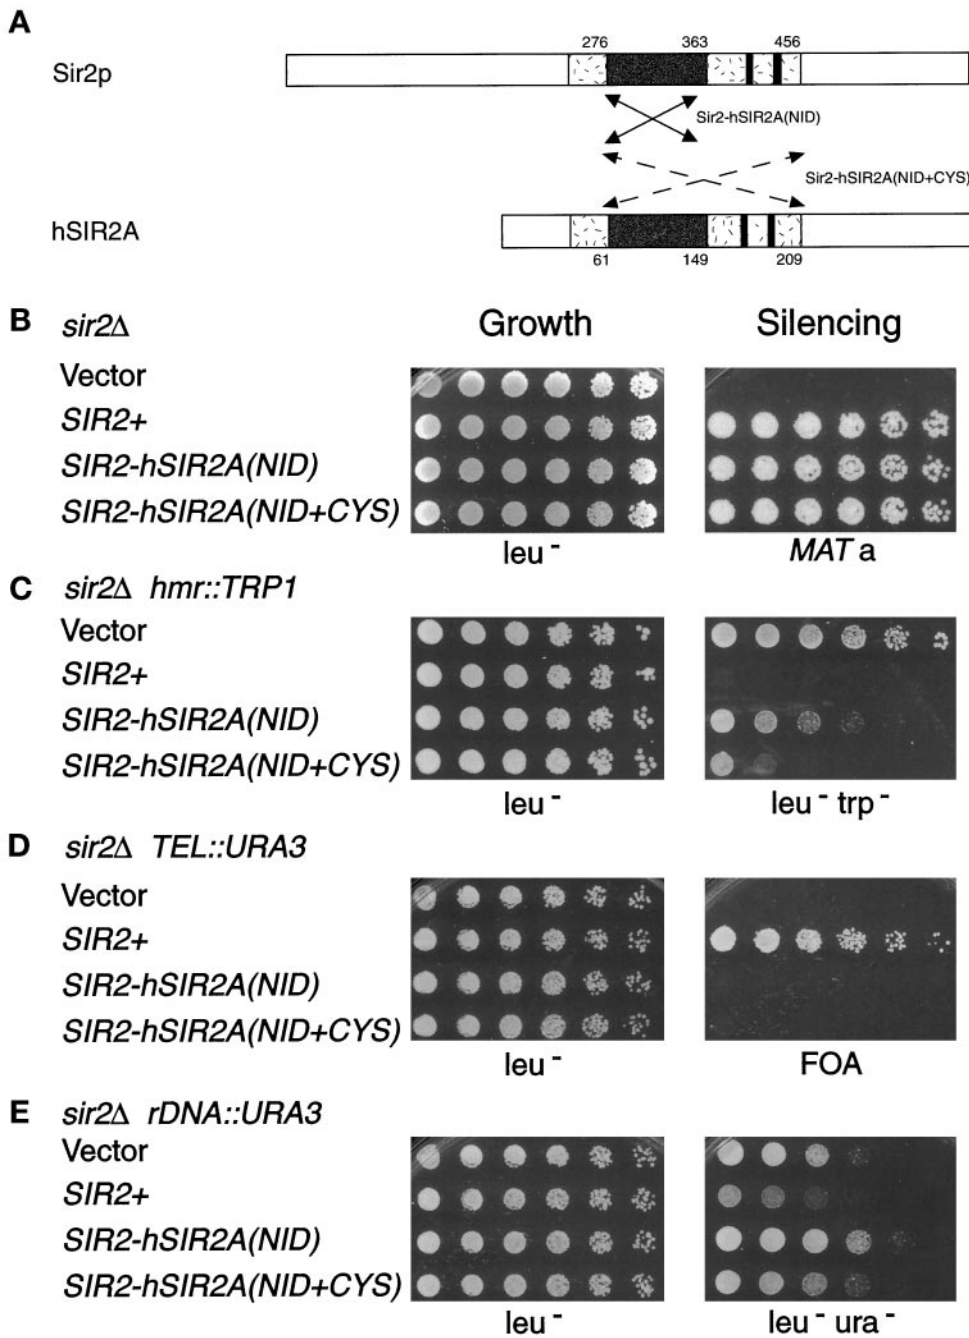 A
276 363 456
Sir2p
Sir2-hSIR2A(NID)
Sir2-hSIR2A(NID+CYS)
hSIR2A
61 149 209
B sir2Δ Growth Silencing
Vector
SIR2+
SIR2-hSIR2A(NID)
SIR2-hSIR2A(NID+CYS)
leu - MAT a
C sir2Δ hmr::TRP1
Vector
SIR2+
SIR2-hSIR2A(NID)
SIR2-hSIR2A(NID+CYS)
leu - leu - trp -
D sir2Δ TEL::URA3
Vector
SIR2+
SIR2-hSIR2A(NID)
SIR2-hSIR2A(NID+CYS)
leu - FOA
E sir2Δ rDNA::URA3
Vector
SIR2+
SIR2-hSIR2A(NID)
SIR2-hSIR2A(NID+CYS)
leu - leu - ura -